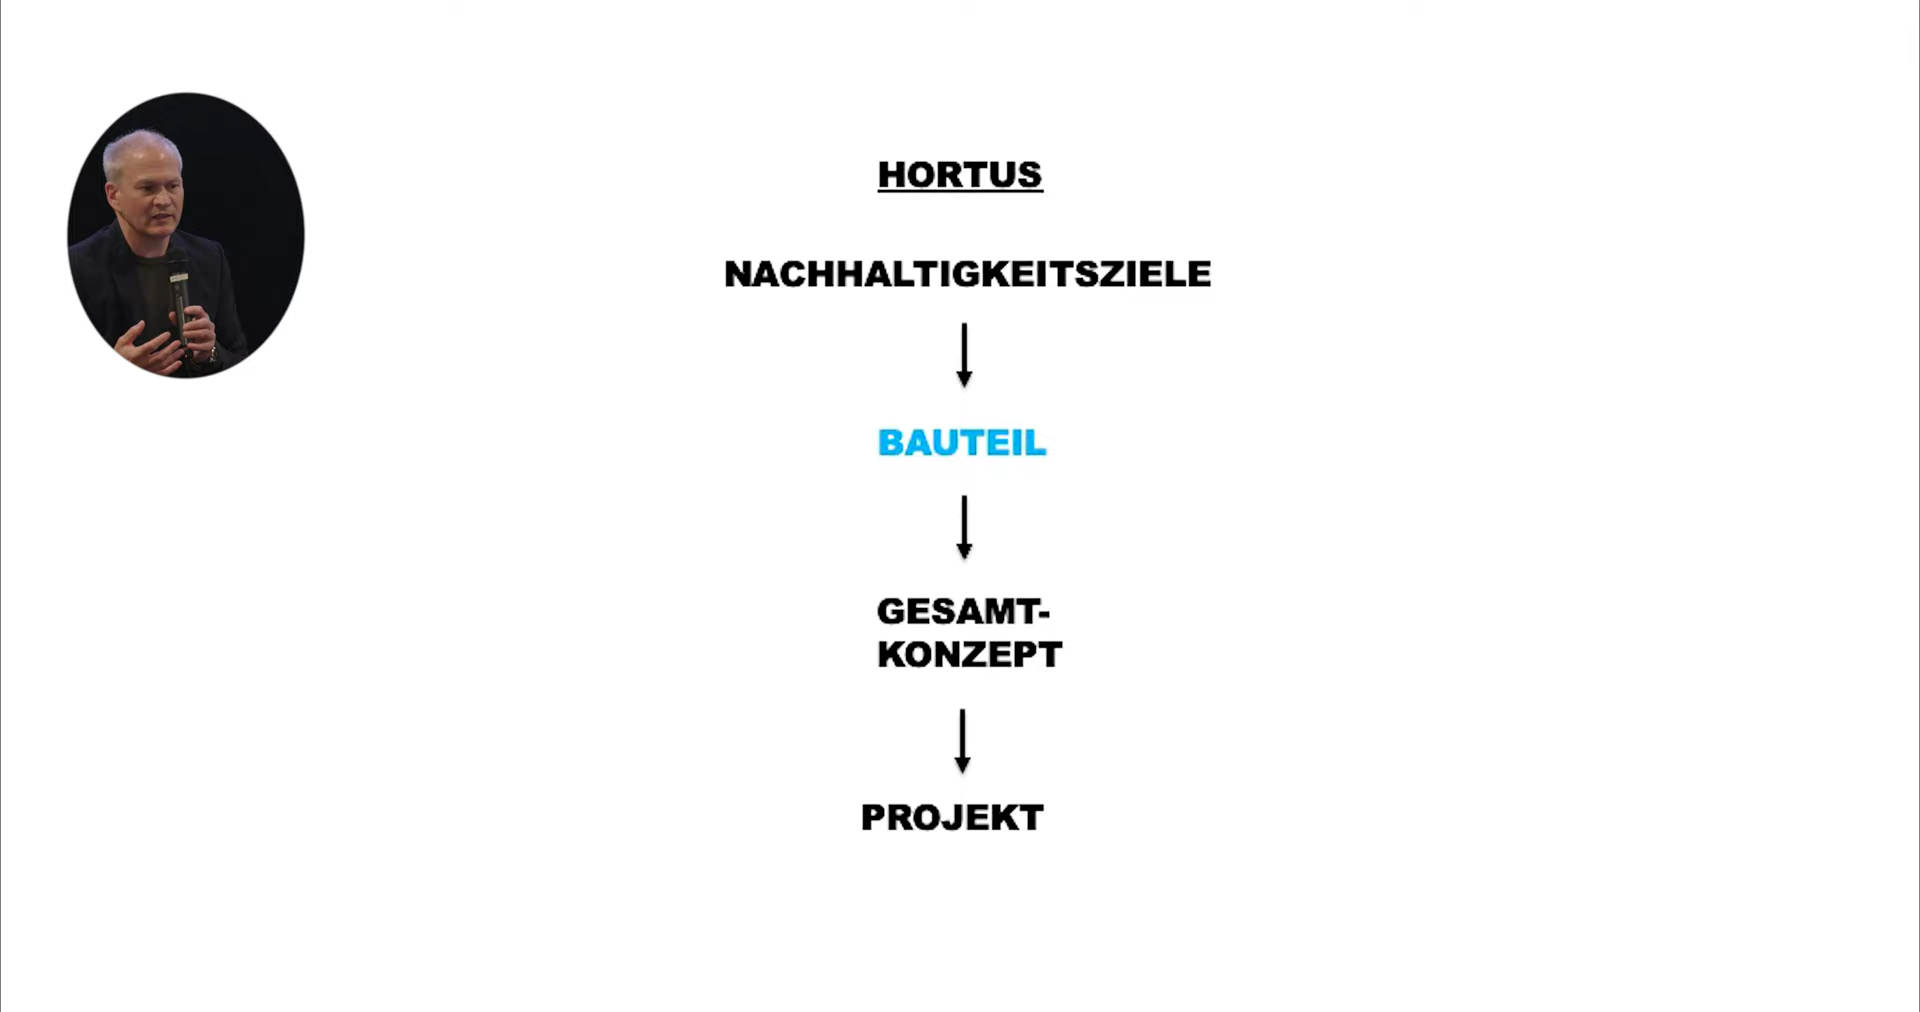 HORTUS
NACHHALTIGKEITSZIELE
BAUTEIL
GESAMT-
KONZEPT
PROJEKT